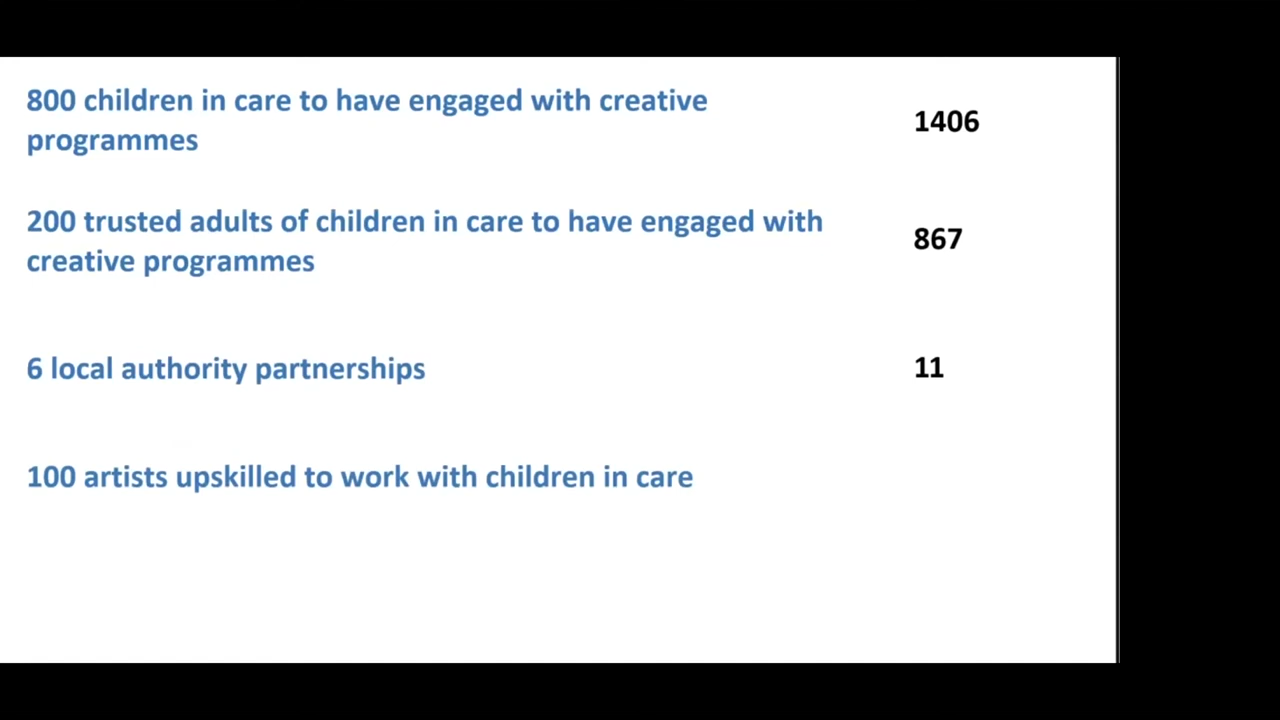 800 children in care to have engaged with creative
programmes
1406
200 trusted adults of children in care to have engaged with
creative programmes
867
6 local authority partnerships
11
100 artists upskilled to work with children in care